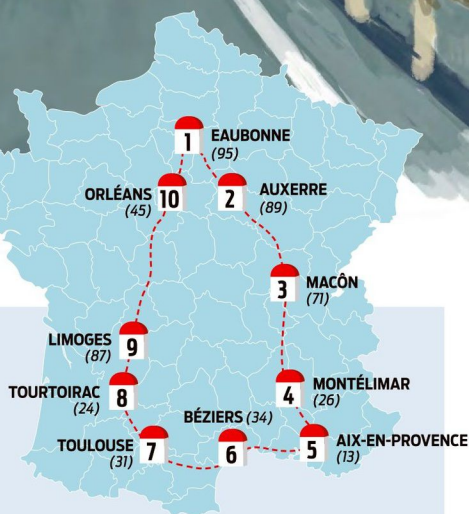 1
EAUBONNE
(95)
ORLÉANS
(45)
10
2
AUXERRE
(89)
3
MACÔN
(71)
LIMOGES
(87)
9
TOURTOIRAC
(24)
8
4
MONTÉLIMAR
(26)
BÉZIERS (34)
TOULOUSE
(31)
7
6
5
AIX-EN-PROVENCE
(13)